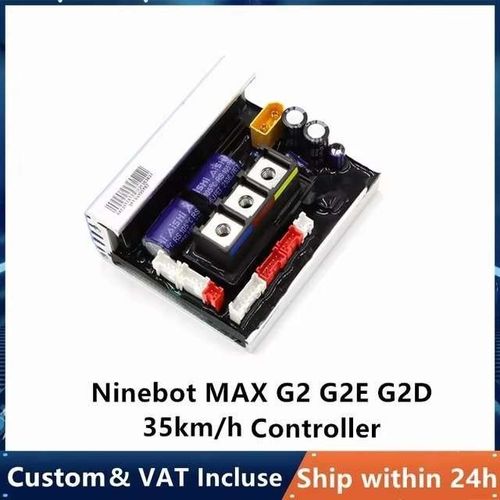 Ninebot MAX G2 G2E G2D
35km/h Controller
Custom & VAT Incluse
Ship within 24h